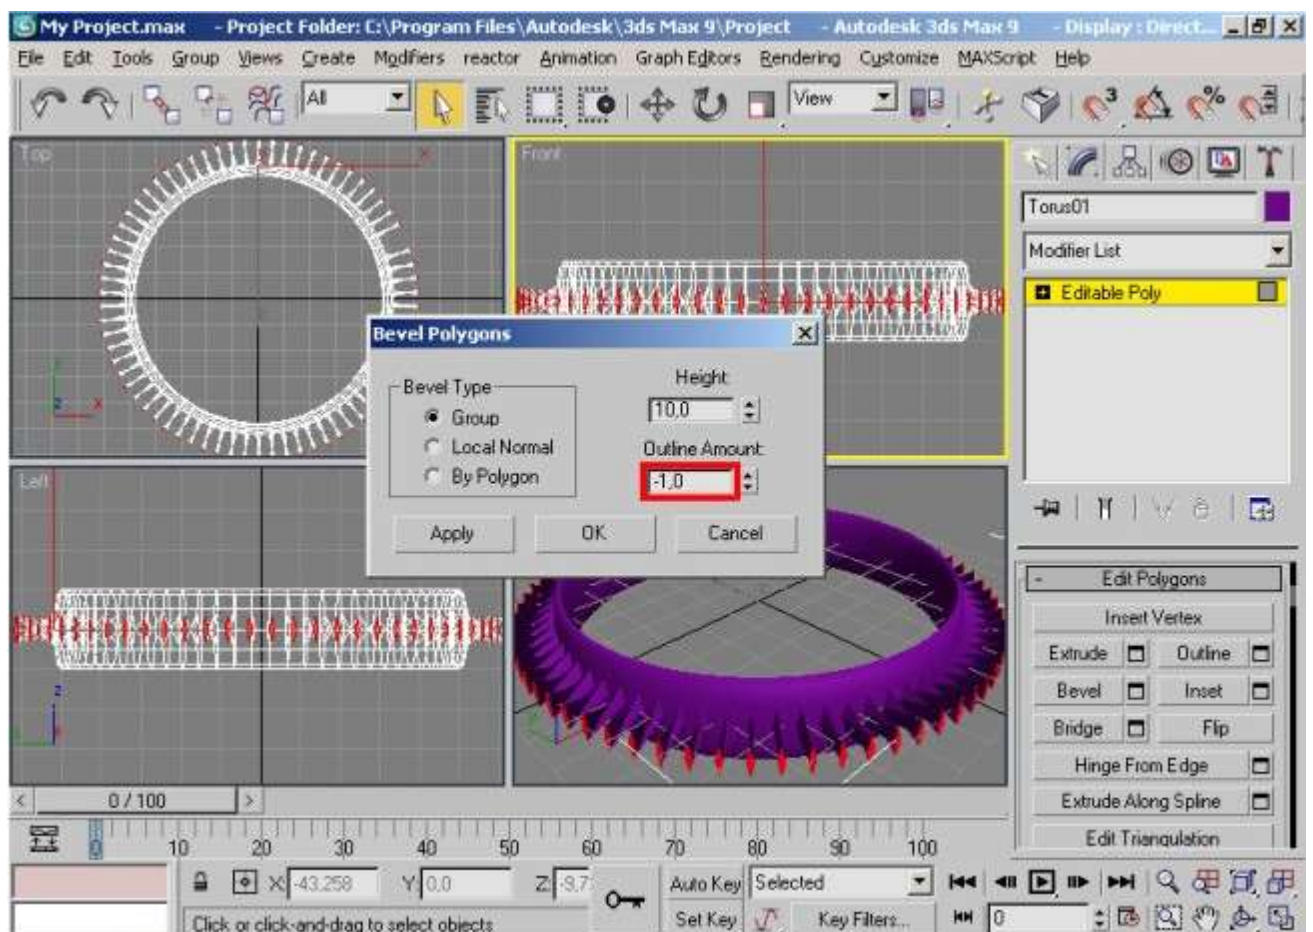 My Project.max - Project Folder: C:\Program Files\Autodesk\3ds Max 9\Project - Autodesk 3ds Max 9 - Display : Direct...
File Edit Tools Group Views Create Modifiers reactor Animation Graph Editors Rendering Customize MAXScript Help
All View 3 %
Top
Front
Torus01
Modifier List
Editable Poly
Bevel Polygons
Bevel Type
Group
Local Normal
By Polygon
Height:
10,0
Outline Amount:
-1,0
Apply OK Cancel
Left
x
z
- Edit Polygons
Insert Vertex
Extrude Outline
Bevel Inset
Bridge Flip
Hinge From Edge
Extrude Along Spline
Edit Triangulation
< 0 / 100 >
0 10 20 30 40 50 60 70 80 90 100
X: -43,258 Y: 0,0 Z: -9,7
Auto Key Selected
Click or click-and-drag to select objects
Set Key Key Filters... 0